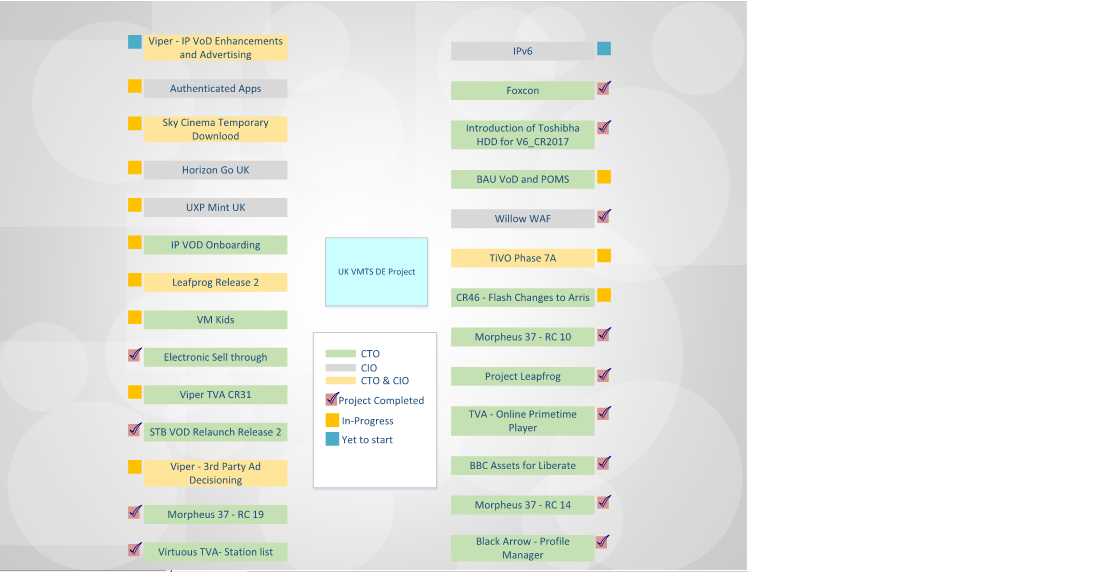 Viper - IP VoD Enhancements
and Advertising
Authenticated Apps
Sky Cinema Temporary
Downlood
Horizon Go UK
UXP Mint UK
IP VOD Onboarding
Leafprog Release 2
VM Kids
Electronic Sell through
Viper TVA CR31
STB VOD Relaunch Release 2
Viper - 3rd Party Ad
Decisioning
Morpheus 37 - RC 19
Virtuous TVA- Station list
UK VMTS DE Project
CTO
CIO
CTO & CIO
Project Completed
In-Progress
Yet to start
IPv6
Foxcon
Introduction of Toshibha
HDD for V6_CR2017
BAU VoD and POMS
Willow WAF
TiVO Phase 7A
CR46 - Flash Changes to Arris
Morpheus 37 - RC 10
Project Leapfrog
TVA - Online Primetime
Player
BBC Assets for Liberate
Morpheus 37 - RC 14
Black Arrow - Profile
Manager